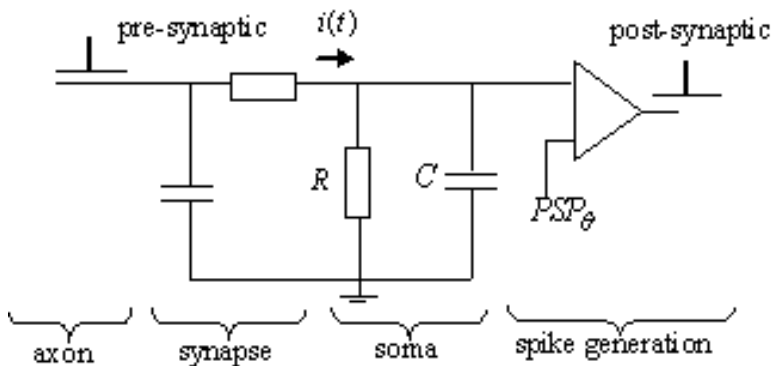 pre-synaptic
i(t)
post-synaptic
R
C
PSPθ
axon
synapse
soma
spike generation